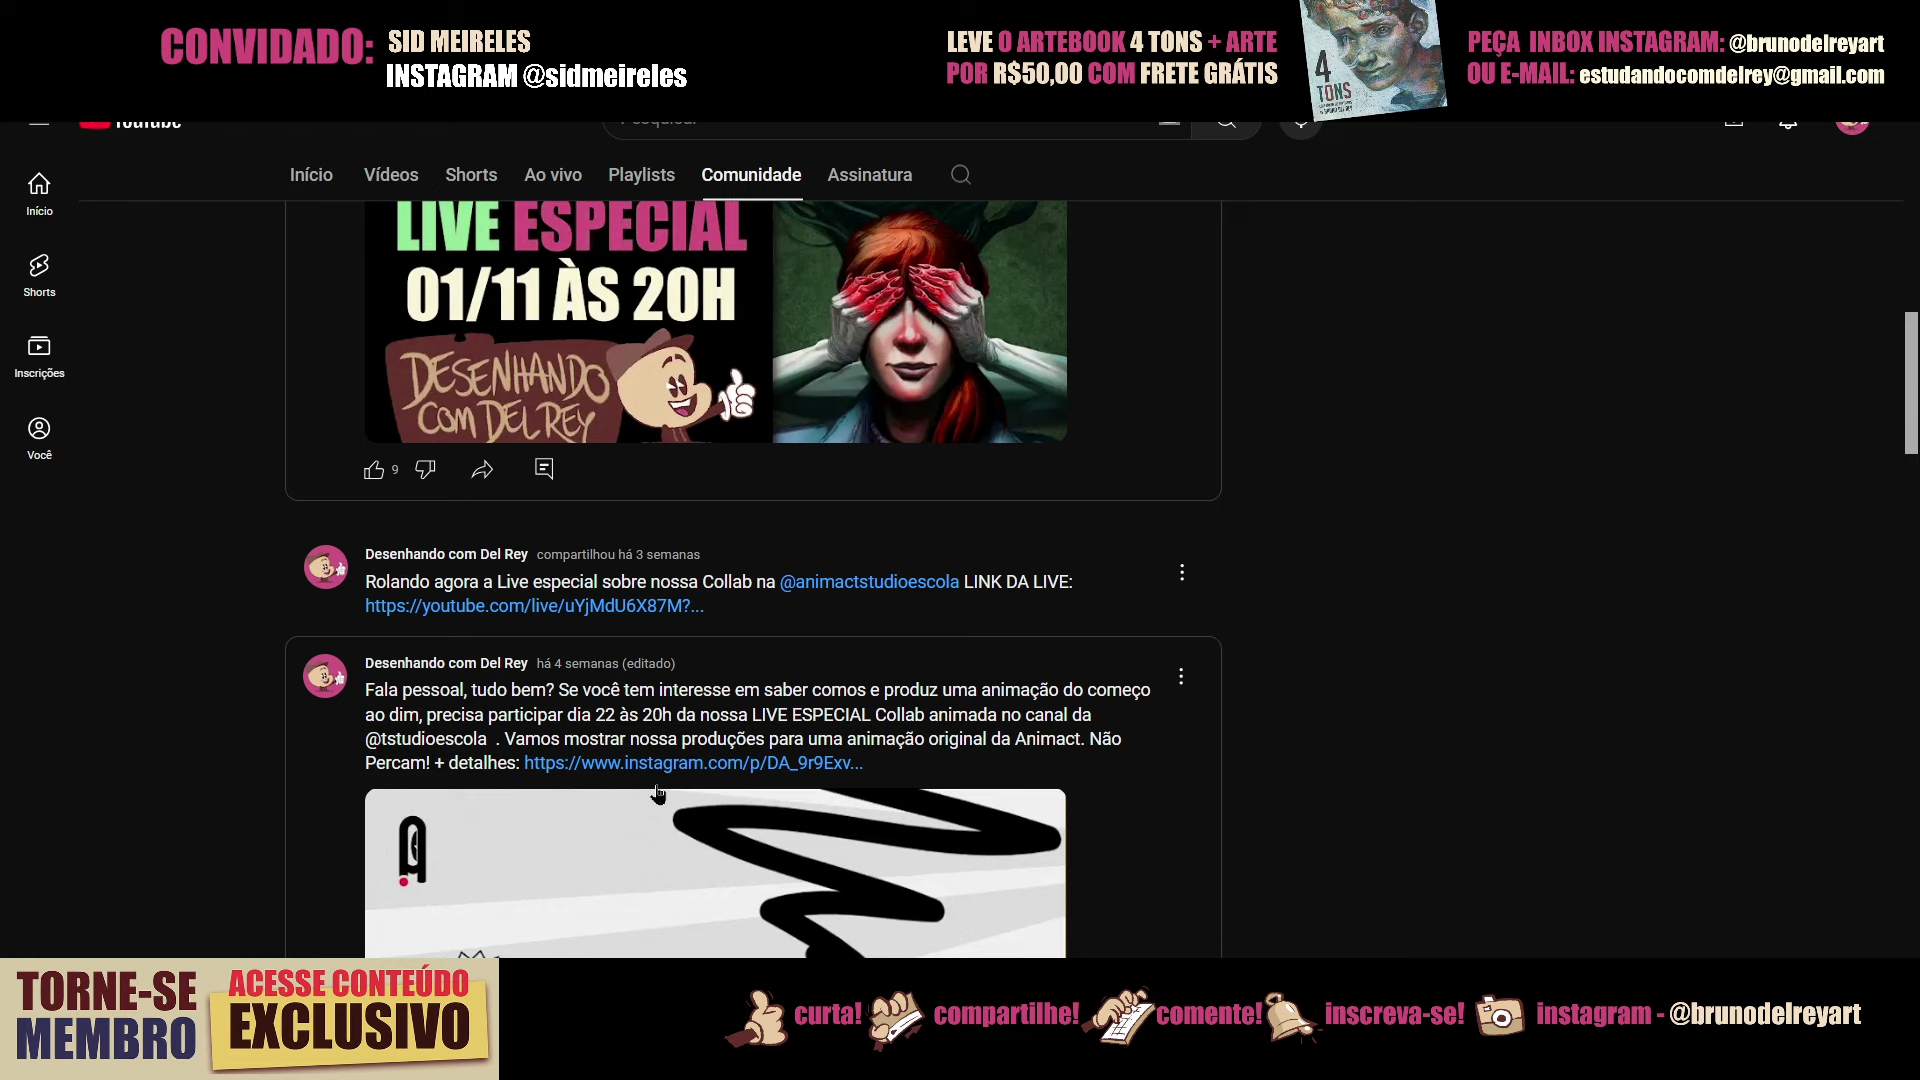 CONVIDADO: SID MEIRELES
INSTAGRAM @sidmeireles
LEVE O ARTEBOOK 4 TONS + ARTE
POR R$50,00 COM FRETE GRÁTIS
4
TONS
PEÇA INBOX INSTAGRAM: @brunodelreyart
OU E-MAIL: estudandocomdelrey@gmail.com
YouTube
Pesquisar
Início
Vídeos
Shorts
Ao vivo
Playlists
Comunidade
Assinatura
Início
Shorts
Inscrições
Você
LIVE ESPECIAL
01/11 ÀS 20H
DESENHANDO
COM DEL REY
9
Desenhando com Del Rey compartilhou há 3 semanas
Rolando agora a Live especial sobre nossa Collab na @animactstudioescola LINK DA LIVE:
https://youtube.com/live/uYjMdU6X87M?...
Desenhando com Del Rey há 4 semanas (editado)
Fala pessoal, tudo bem? Se você tem interesse em saber comos e produz uma animação do começo
ao dim, precisa participar dia 22 às 20h da nossa LIVE ESPECIAL Collab animada no canal da
@tstudioescola . Vamos mostrar nossa produções para uma animação original da Animact. Não
Percam! + detalhes: https://www.instagram.com/p/DA_9r9Exv...
TORNE-SE
MEMBRO
ACESSE CONTEÚDO
EXCLUSIVO
curta!
compartilhe!
comente!
inscreva-se!
instagram - @brunodelreyart